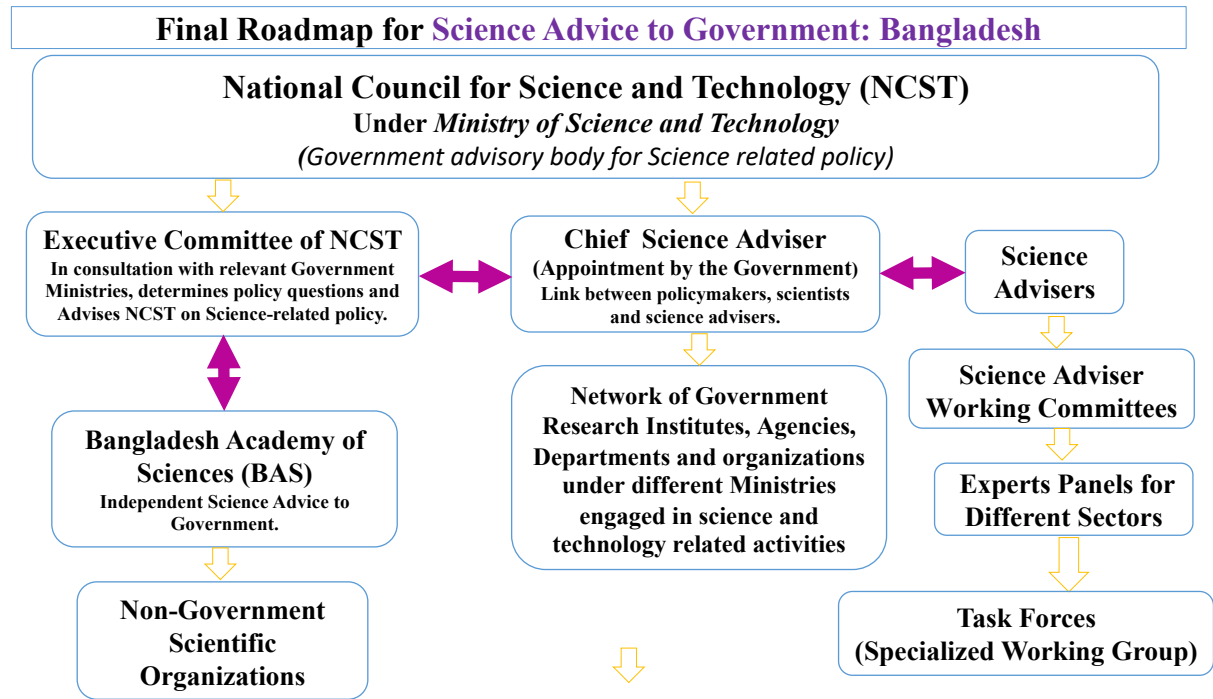 Final Roadmap for Science Advice to Government: Bangladesh
National Council for Science and Technology (NCST)
Under Ministry of Science and Technology
(Government advisory body for Science related policy)
Executive Committee of NCST
In consultation with relevant Government
Ministries, determines policy questions and
Advises NCST on Science-related policy.
Chief Science Adviser
(Appointment by the Government)
Link between policymakers, scientists
and science advisers.
Science
Advisers
Bangladesh Academy of
Sciences (BAS)
Independent Science Advice to
Government.
Network of Government
Research Institutes, Agencies,
Departments and organizations
under different Ministries
engaged in science and
technology related activities
Science Adviser
Working Committees
Experts Panels for
Different Sectors
Non-Government
Scientific
Organizations
Task Forces
(Specialized Working Group)